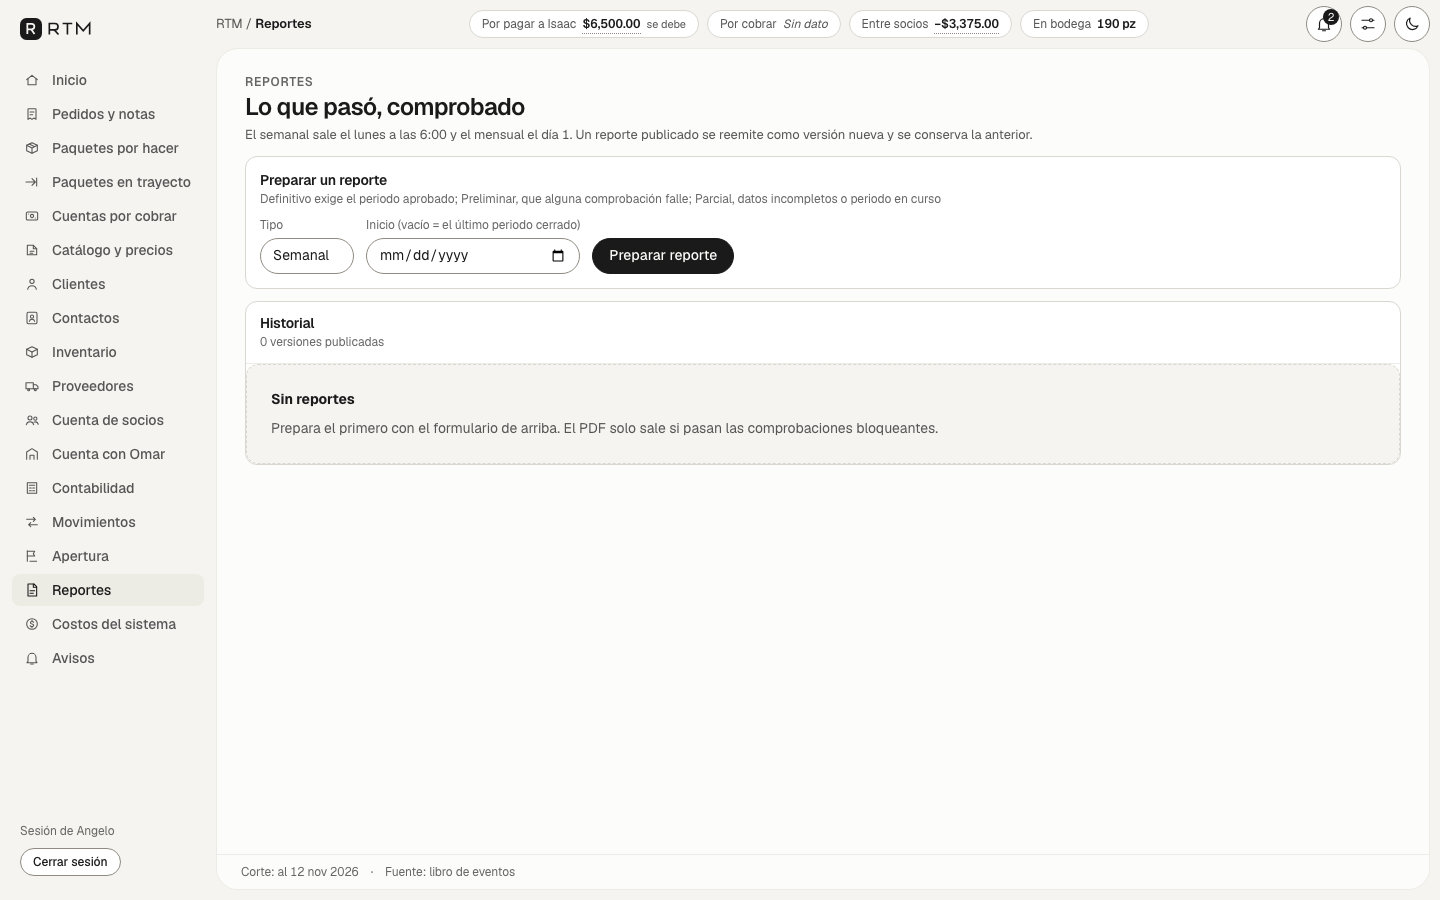 R RTM
RTM / Reportes
Por pagar a Isaac $6,500.00 se debe
Por cobrar Sin dato
Entre socios −$3,375.00
En bodega 190 pz
2
Inicio
Pedidos y notas
Paquetes por hacer
Paquetes en trayecto
Cuentas por cobrar
Catálogo y precios
Clientes
Contactos
Inventario
Proveedores
Cuenta de socios
Cuenta con Omar
Contabilidad
Movimientos
Apertura
Reportes
Costos del sistema
Avisos
Sesión de Angelo
Cerrar sesión
REPORTES
Lo que pasó, comprobado
El semanal sale el lunes a las 6:00 y el mensual el día 1. Un reporte publicado se reemite como versión nueva y se conserva la anterior.
Preparar un reporte
Definitivo exige el periodo aprobado; Preliminar, que alguna comprobación falle; Parcial, datos incompletos o periodo en curso
Tipo
Inicio (vacío = el último periodo cerrado)
Semanal
mm/dd/yyyy
Preparar reporte
Historial
0 versiones publicadas
Sin reportes
Prepara el primero con el formulario de arriba. El PDF solo sale si pasan las comprobaciones bloqueantes.
Corte: al 12 nov 2026 · Fuente: libro de eventos